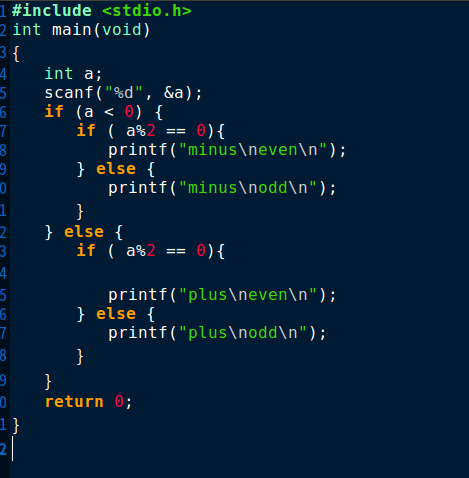 1 #include <stdio.h>
2 int main(void)
3 {
4 int a;
5 scanf("%d", &a);
6 if (a < 0) {
7 if ( a%2 == 0){
8 printf("minus\neven\n");
9 } else {
0 printf("minus\nodd\n");
1 }
2 } else {
3 if ( a%2 == 0){
4
5 printf("plus\neven\n");
6 } else {
7 printf("plus\nodd\n");
8 }
9 }
0 return 0;
1 }
2